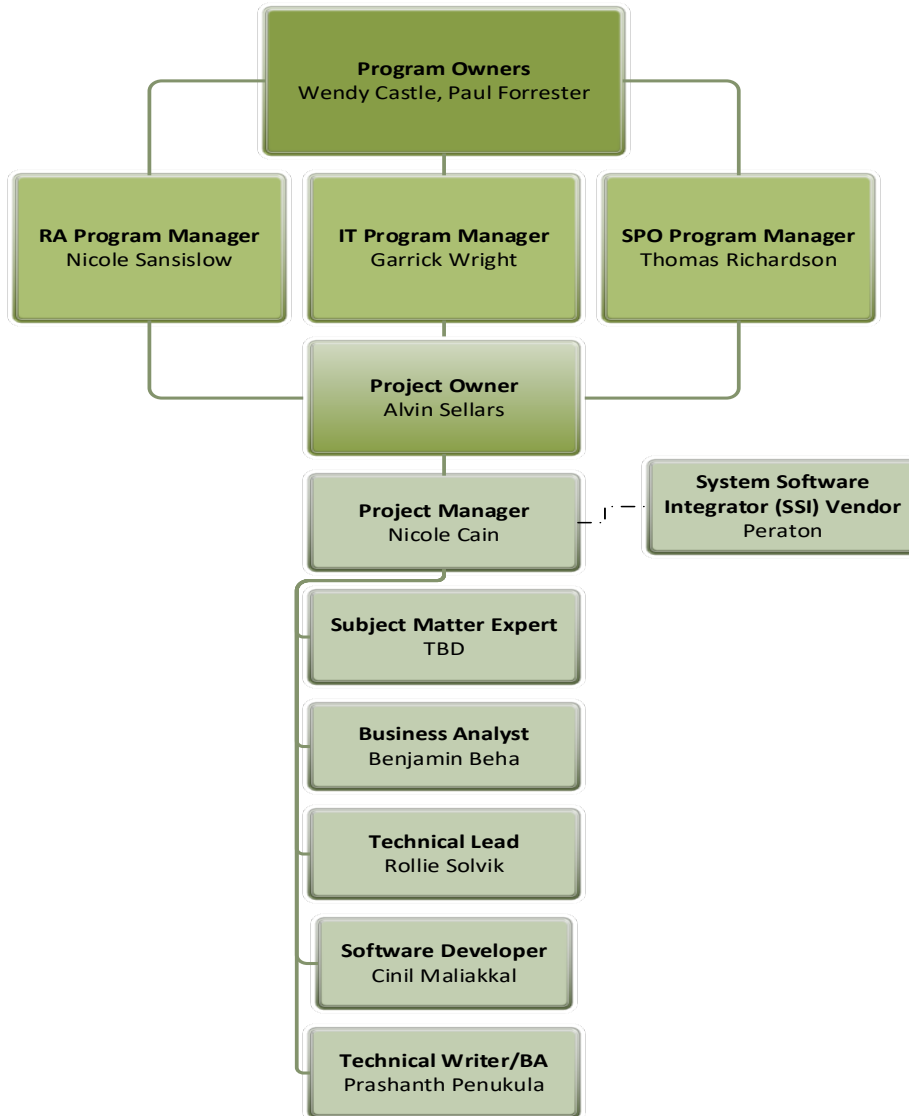 Program Owners
Wendy Castle, Paul Forrester
RA Program Manager
Nicole Sansislow
IT Program Manager
Garrick Wright
SPO Program Manager
Thomas Richardson
Project Owner
Alvin Sellars
Project Manager
Nicole Cain
System Software
Integrator (SSI) Vendor
Peraton
Subject Matter Expert
TBD
Business Analyst
Benjamin Beha
Technical Lead
Rollie Solvik
Software Developer
Cinil Maliakkal
Technical Writer/BA
Prashanth Penukula